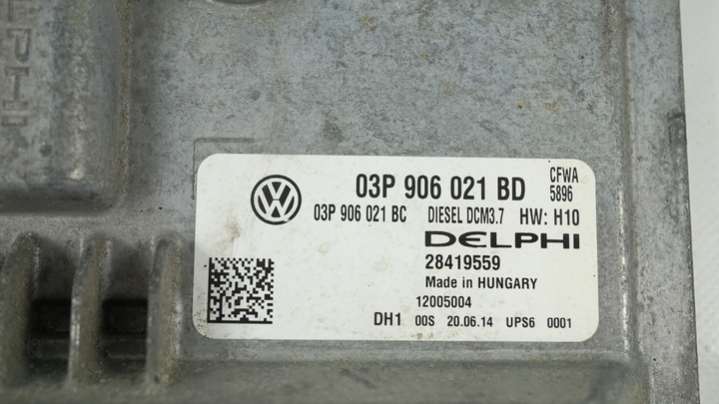 03P 906 021 BD CFWA
5896
03P 906 021 BC DIESEL DCM3.7 HW: H10
DELPHI
28419559
Made in HUNGARY
12005004
DH1 00S 20.06.14 UPS6 0001